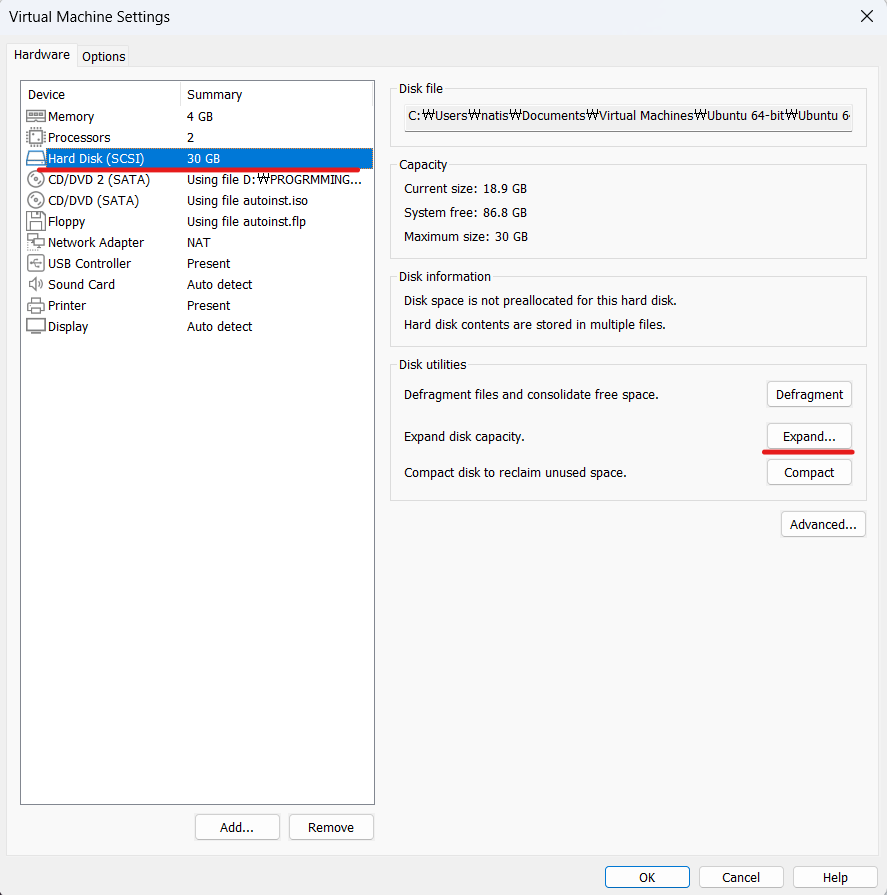 Virtual Machine Settings
Hardware Options
Device Summary
Memory 4 GB
Processors 2
Hard Disk (SCSI) 30 GB
CD/DVD 2 (SATA) Using file D:₩PROGRMMING...
CD/DVD (SATA) Using file autoinst.iso
Floppy Using file autoinst.flp
Network Adapter NAT
USB Controller Present
Sound Card Auto detect
Printer Present
Display Auto detect
Add... Remove
Disk file
C:₩Users₩natis₩Documents₩Virtual Machines₩Ubuntu 64-bit₩Ubuntu 6
Capacity
Current size: 18.9 GB
System free: 86.8 GB
Maximum size: 30 GB
Disk information
Disk space is not preallocated for this hard disk.
Hard disk contents are stored in multiple files.
Disk utilities
Defragment files and consolidate free space. Defragment
Expand disk capacity. Expand...
Compact disk to reclaim unused space. Compact
Advanced...
OK Cancel Help